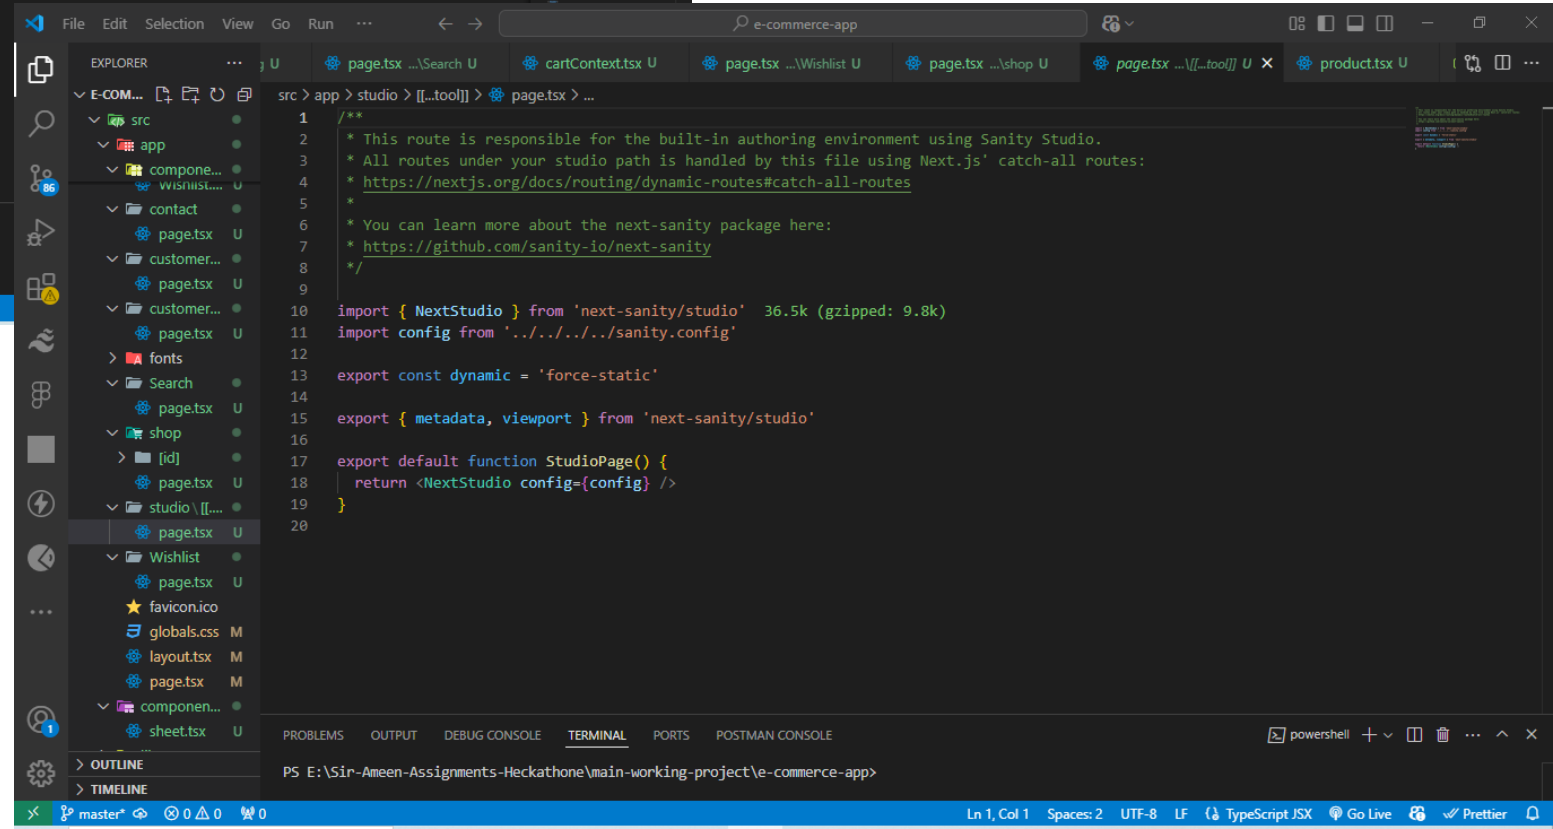 File Edit Selection View Go Run ··· e-commerce-app
EXPLORER ···
U page.tsx ...\Search U cartContext.tsx U page.tsx ...\Wishlist U page.tsx ...\shop U page.tsx ...\[[...tool]] U product.tsx U
E-COM...
src > app > studio > [[...tool]] > page.tsx > ...
src
app
compone...
Wishlist.... U
contact
page.tsx U
customer...
page.tsx U
customer...
page.tsx U
fonts
Search
page.tsx U
shop
[id]
page.tsx U
studio\[[....
page.tsx U
Wishlist
page.tsx U
favicon.ico
globals.css M
layout.tsx M
page.tsx M
componen...
sheet.tsx U
OUTLINE
TIMELINE
86
1
1 /**
2 * This route is responsible for the built-in authoring environment using Sanity Studio.
3 * All routes under your studio path is handled by this file using Next.js' catch-all routes:
4 * https://nextjs.org/docs/routing/dynamic-routes#catch-all-routes
5 *
6 * You can learn more about the next-sanity package here:
7 * https://github.com/sanity-io/next-sanity
8 */
9
10 import { NextStudio } from 'next-sanity/studio' 36.5k (gzipped: 9.8k)
11 import config from '../../../../sanity.config'
12
13 export const dynamic = 'force-static'
14
15 export { metadata, viewport } from 'next-sanity/studio'
16
17 export default function StudioPage() {
18 return <NextStudio config={config} />
19 }
20
PROBLEMS OUTPUT DEBUG CONSOLE TERMINAL PORTS POSTMAN CONSOLE powershell
PS E:\Sir-Ameen-Assignments-Heckathone\main-working-project\e-commerce-app>
master* 0 0 0 Ln 1, Col 1 Spaces: 2 UTF-8 LF TypeScript JSX Go Live Prettier